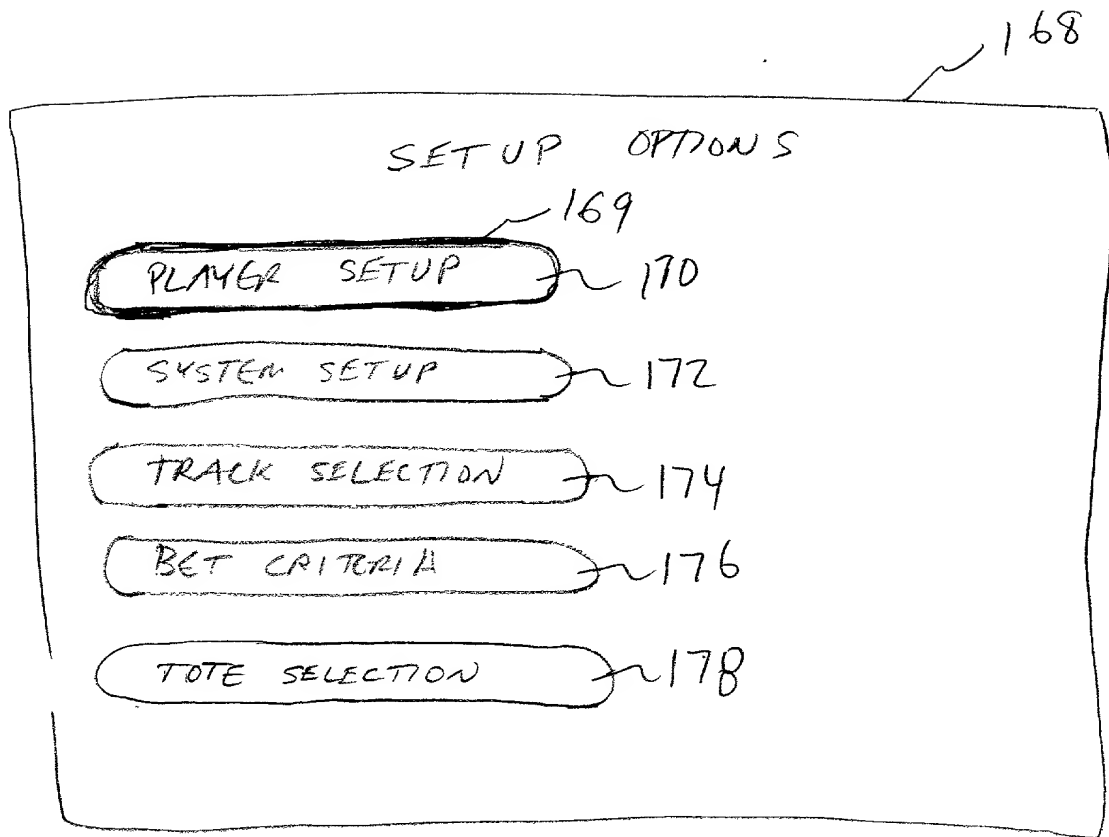 168
SETUP OPTIONS
169
PLAYER SETUP 170
SYSTEM SETUP 172
TRACK SELECTION 174
BET CRITERIA 176
TOTE SELECTION 178